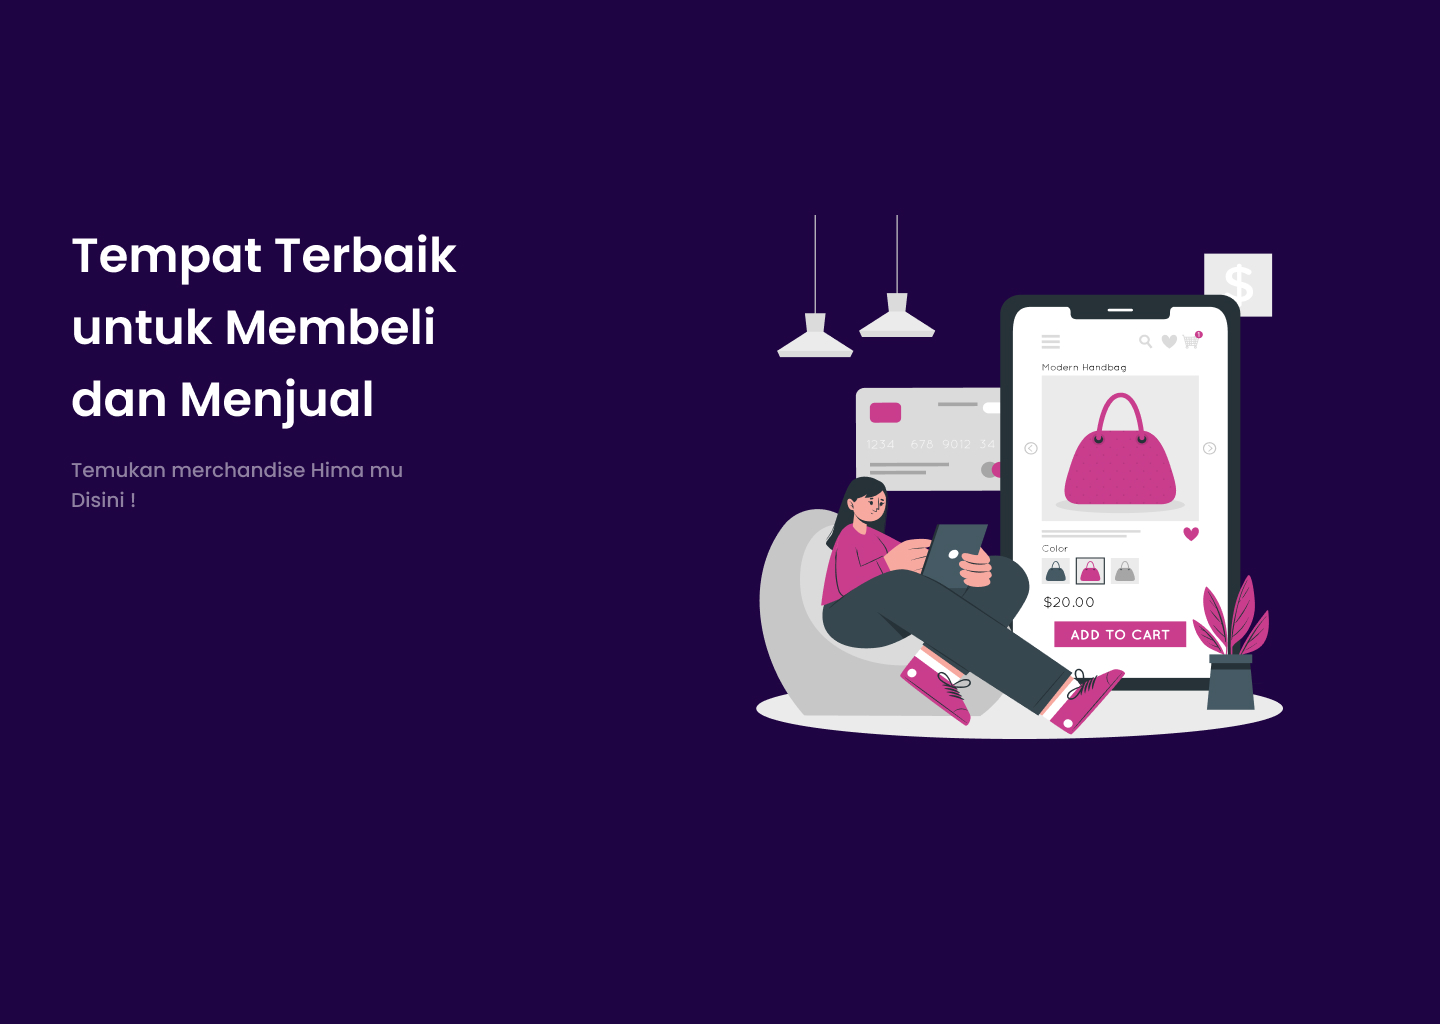 Tempat Terbaik
untuk Membeli
dan Menjual
Temukan merchandise Hima mu
Disini !
$
1
Modern Handbag
1234 678 9012 34
Color
$20.00
ADD TO CART